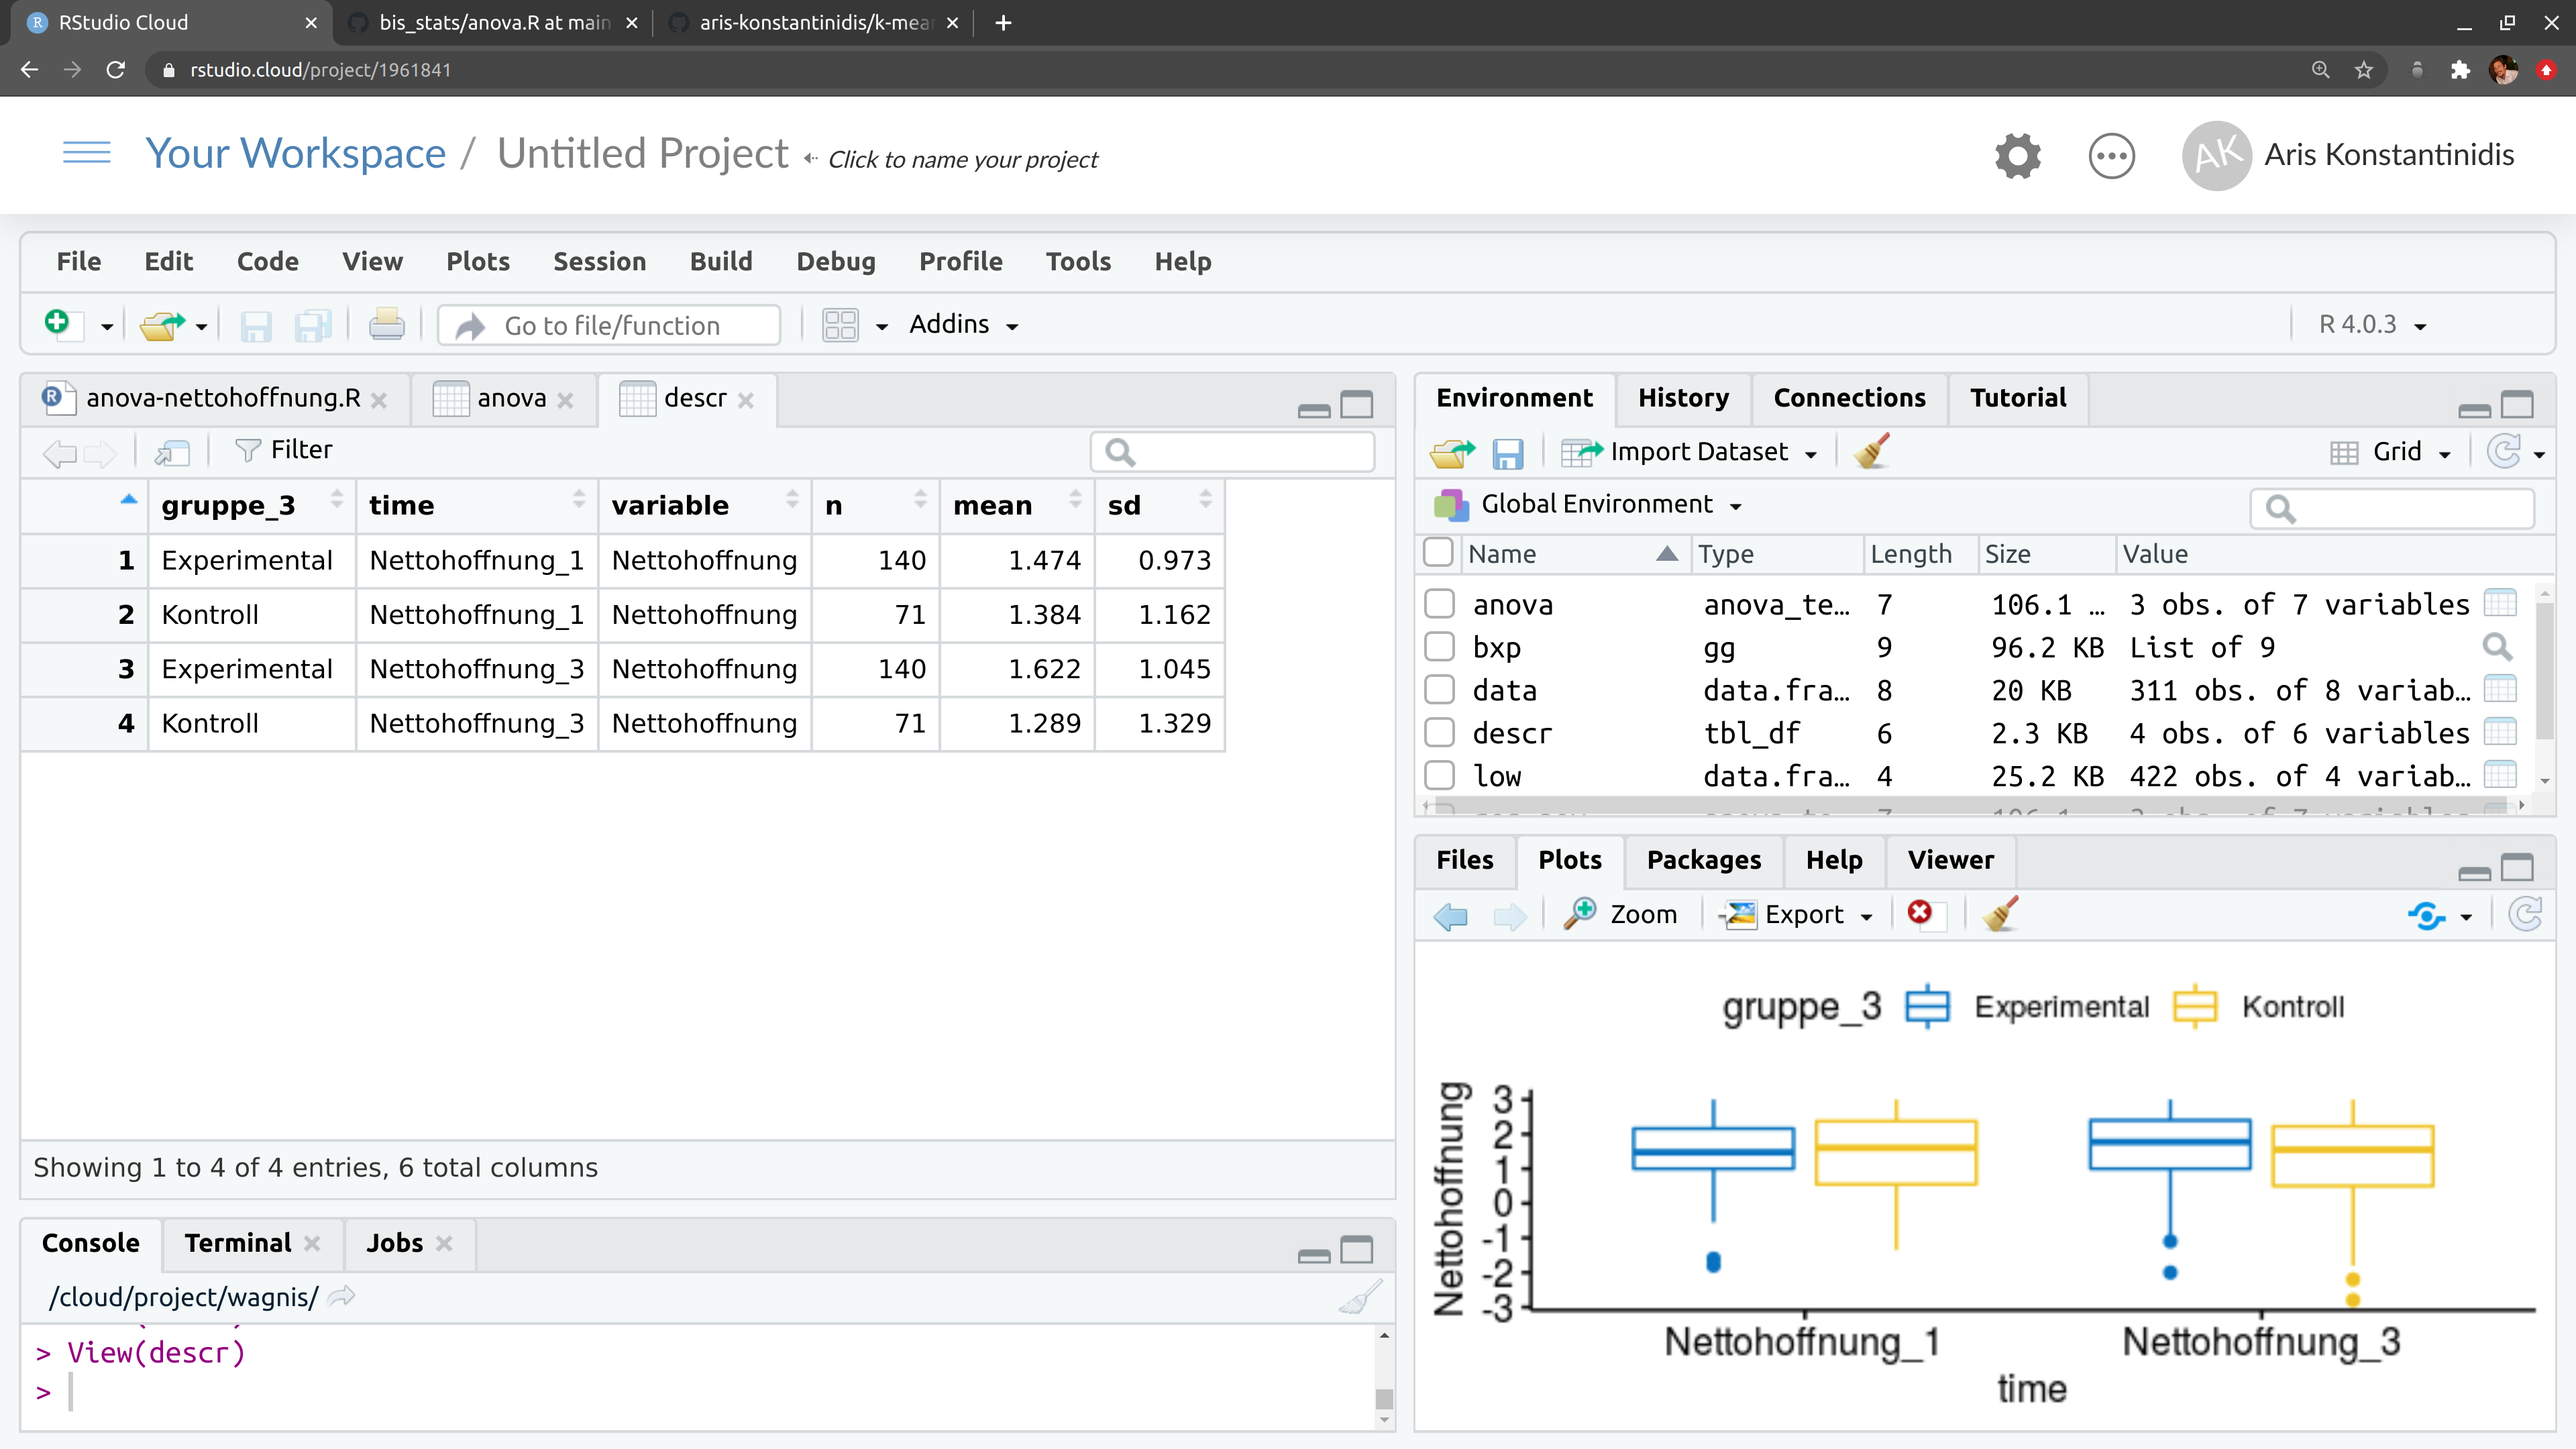 RStudio Cloud
bis_stats/anova.R at main
aris-konstantinidis/k-mea
rstudio.cloud/project/1961841
Your Workspace / Untitled Project Click to name your project
AK Aris Konstantinidis
File Edit Code View Plots Session Build Debug Profile Tools Help
Go to file/function Addins R 4.0.3
anova-nettohoffnung.R anova descr
Filter
gruppe_3 time variable n mean sd
1 Experimental Nettohoffnung_1 Nettohoffnung 140 1.474 0.973
2 Kontroll Nettohoffnung_1 Nettohoffnung 71 1.384 1.162
3 Experimental Nettohoffnung_3 Nettohoffnung 140 1.622 1.045
4 Kontroll Nettohoffnung_3 Nettohoffnung 71 1.289 1.329
Showing 1 to 4 of 4 entries, 6 total columns
Console Terminal Jobs
/cloud/project/wagnis/
> View(descr)
>
Environment History Connections Tutorial
Import Dataset Grid
Global Environment
Name Type Length Size Value
anova anova_te… 7 106.1 … 3 obs. of 7 variables
bxp gg 9 96.2 KB List of 9
data data.fra… 8 20 KB 311 obs. of 8 variab…
descr tbl_df 6 2.3 KB 4 obs. of 6 variables
low data.fra… 4 25.2 KB 422 obs. of 4 variab…
Files Plots Packages Help Viewer
Zoom Export
gruppe_3 Experimental Kontroll
Nettohoffnung
3
2
1
0
-1
-2
-3
Nettohoffnung_1 Nettohoffnung_3
time